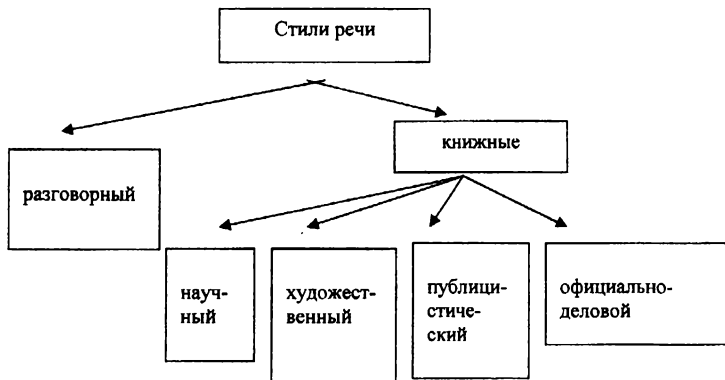 Стили речи
книжные
разговорный
науч-
ный
художест-
венный
публици-
стиче-
ский
официально-
деловой